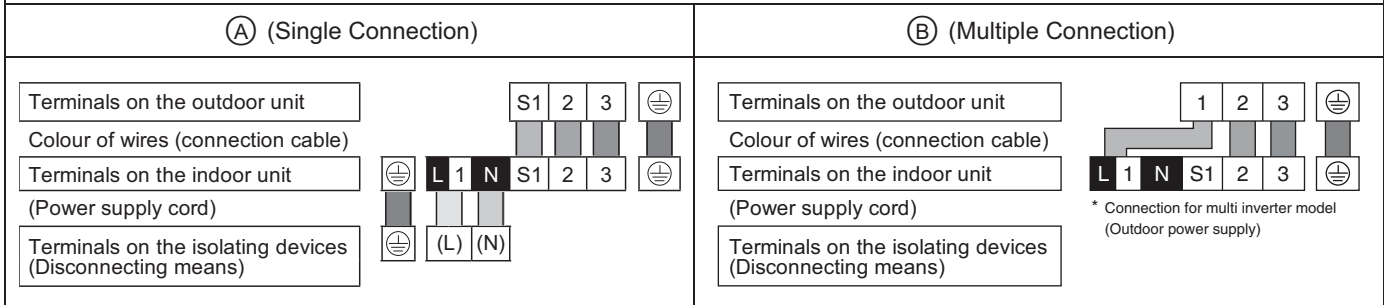 Ⓐ (Single Connection)
Terminals on the outdoor unit
S1 2 3
Colour of wires (connection cable)
Terminals on the indoor unit
L 1 N S1 2 3
(Power supply cord)
Terminals on the isolating devices
(Disconnecting means)
(L) (N)
Ⓑ (Multiple Connection)
Terminals on the outdoor unit
1 2 3
Colour of wires (connection cable)
Terminals on the indoor unit
L 1 N S1 2 3
(Power supply cord)
* Connection for multi inverter model
(Outdoor power supply)
Terminals on the isolating devices
(Disconnecting means)